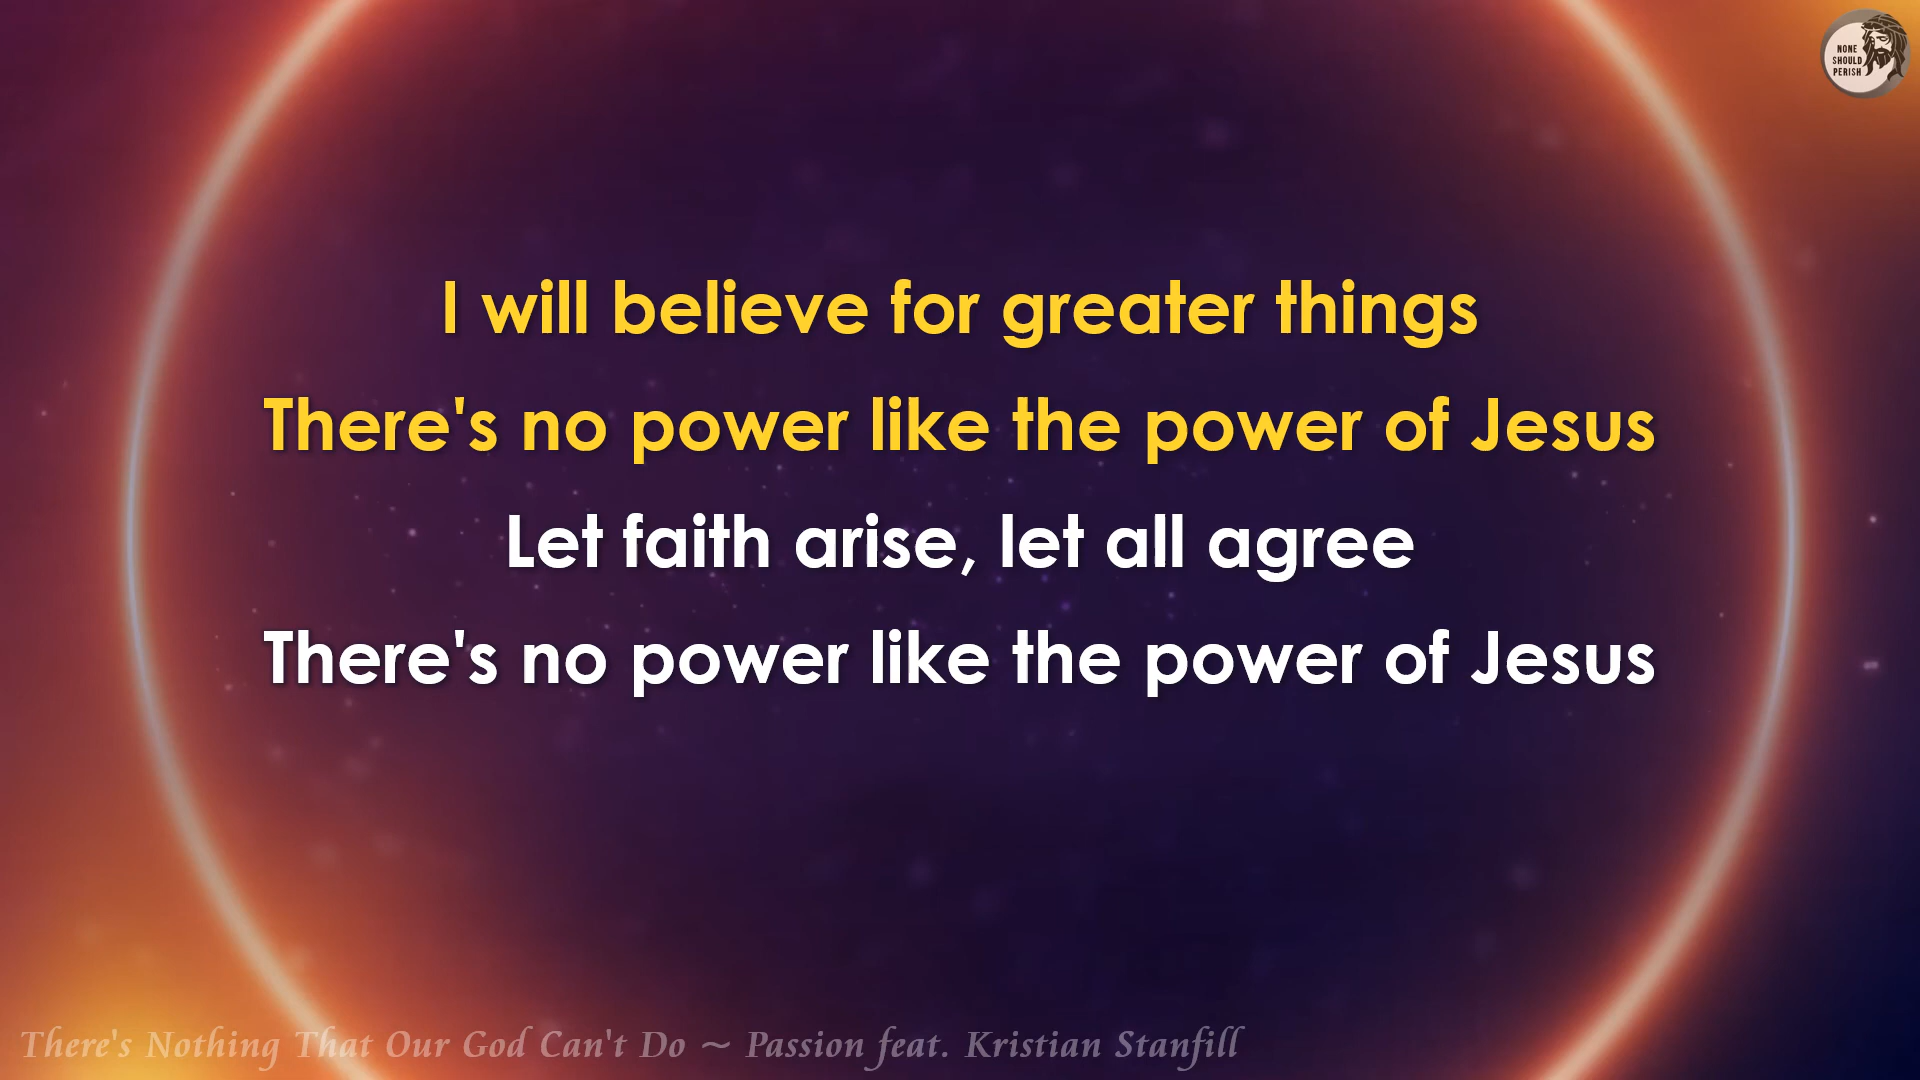 NONE
SHOULD
PERISH
I will believe for greater things
There's no power like the power of Jesus
Let faith arise, let all agree
There's no power like the power of Jesus
There's Nothing That Our God Can't Do ~ Passion feat. Kristian Stanfill